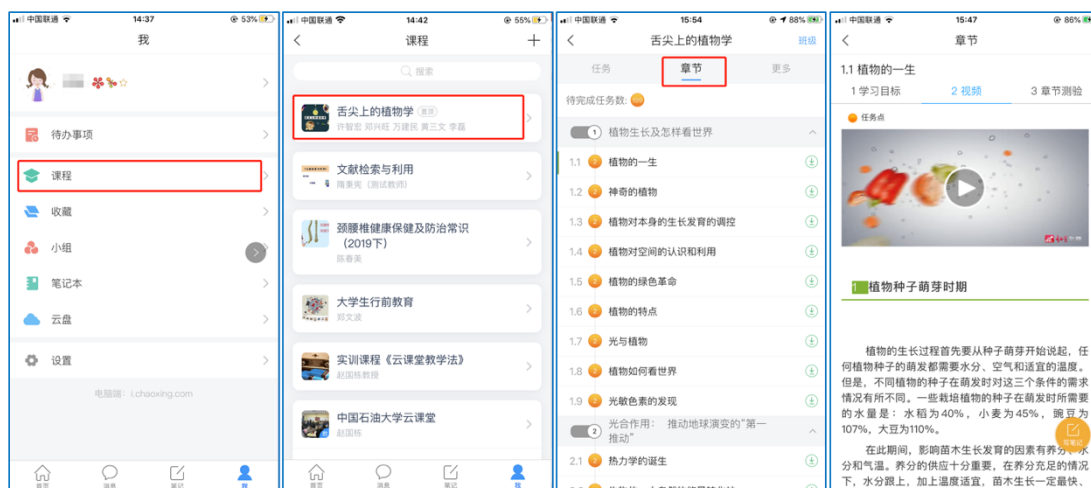 中国联通
14:37
53%
我
待办事项
课程
收藏
小组
笔记本
云盘
设置
电脑端：i.chaoxing.com
首页
消息
笔记
我
中国联通
14:42
55%
课程
搜索
舌尖上的植物学
许智宏 邓兴旺 万建民 黄三文 李磊
文献检索与利用
隋秉宪（测试教师）
颈腰椎健康保健及防治常识
（2019下）
陈春美
大学生行前教育
郑文波
实训课程《云课堂教学法》
赵国栋教授
中国石油大学云课堂
赵国栋
首页
消息
笔记
我
中国联通
15:54
88%
舌尖上的植物学
班级
任务
章节
更多
待完成任务数:
1 植物生长及怎样看世界
1.1 2 植物的一生
1.2 2 神奇的植物
1.3 2 植物对本身的生长发育的调控
1.4 2 植物对空间的认识和利用
1.5 2 植物的绿色革命
1.6 2 植物的特点
1.7 2 光与植物
1.8 2 植物如何看世界
1.9 2 光敏色素的发现
2 光合作用： 推动地球演变的“第一
推动”
2.1 2 热力学的诞生
中国联通
15:47
86%
章节
1.1 植物的一生
1 学习目标
2 视频
3 章节测验
任务点
1 植物种子萌芽时期
植物的生长过程首先要从种子萌芽开始说起，任
何植物种子的萌发都需要水分、空气和适宜的温度。
但是，不同植物的种子在萌发时对这三个条件的需求
情况有所不同。一些栽培植物的种子在萌发时所需要
的水量是：水稻为40%，小麦为45%，豌豆为
107%，大豆为110%。
写笔记
在此期间，影响苗木生长发育的因素有养分、水
分和气温。养分的供应十分重要，在养分充足的情况
下，水分跟上，加上温度适宜，苗木生长一定最快、